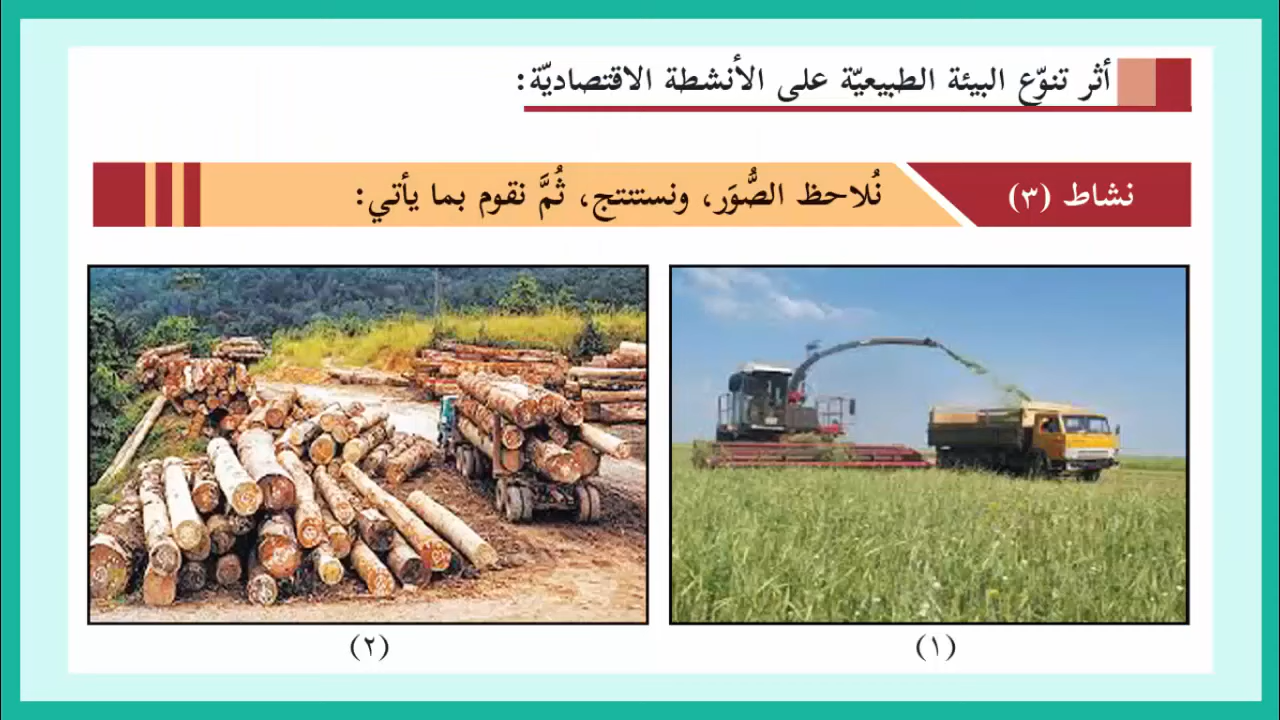 أثر تنوّع البيئة الطبيعيّة على الأنشطة الاقتصاديّة:
نشاط (٣) نُلاحظ الصُّوَر، ونستنتج، ثُمَّ نقوم بما يأتي:
(١)
(٢)